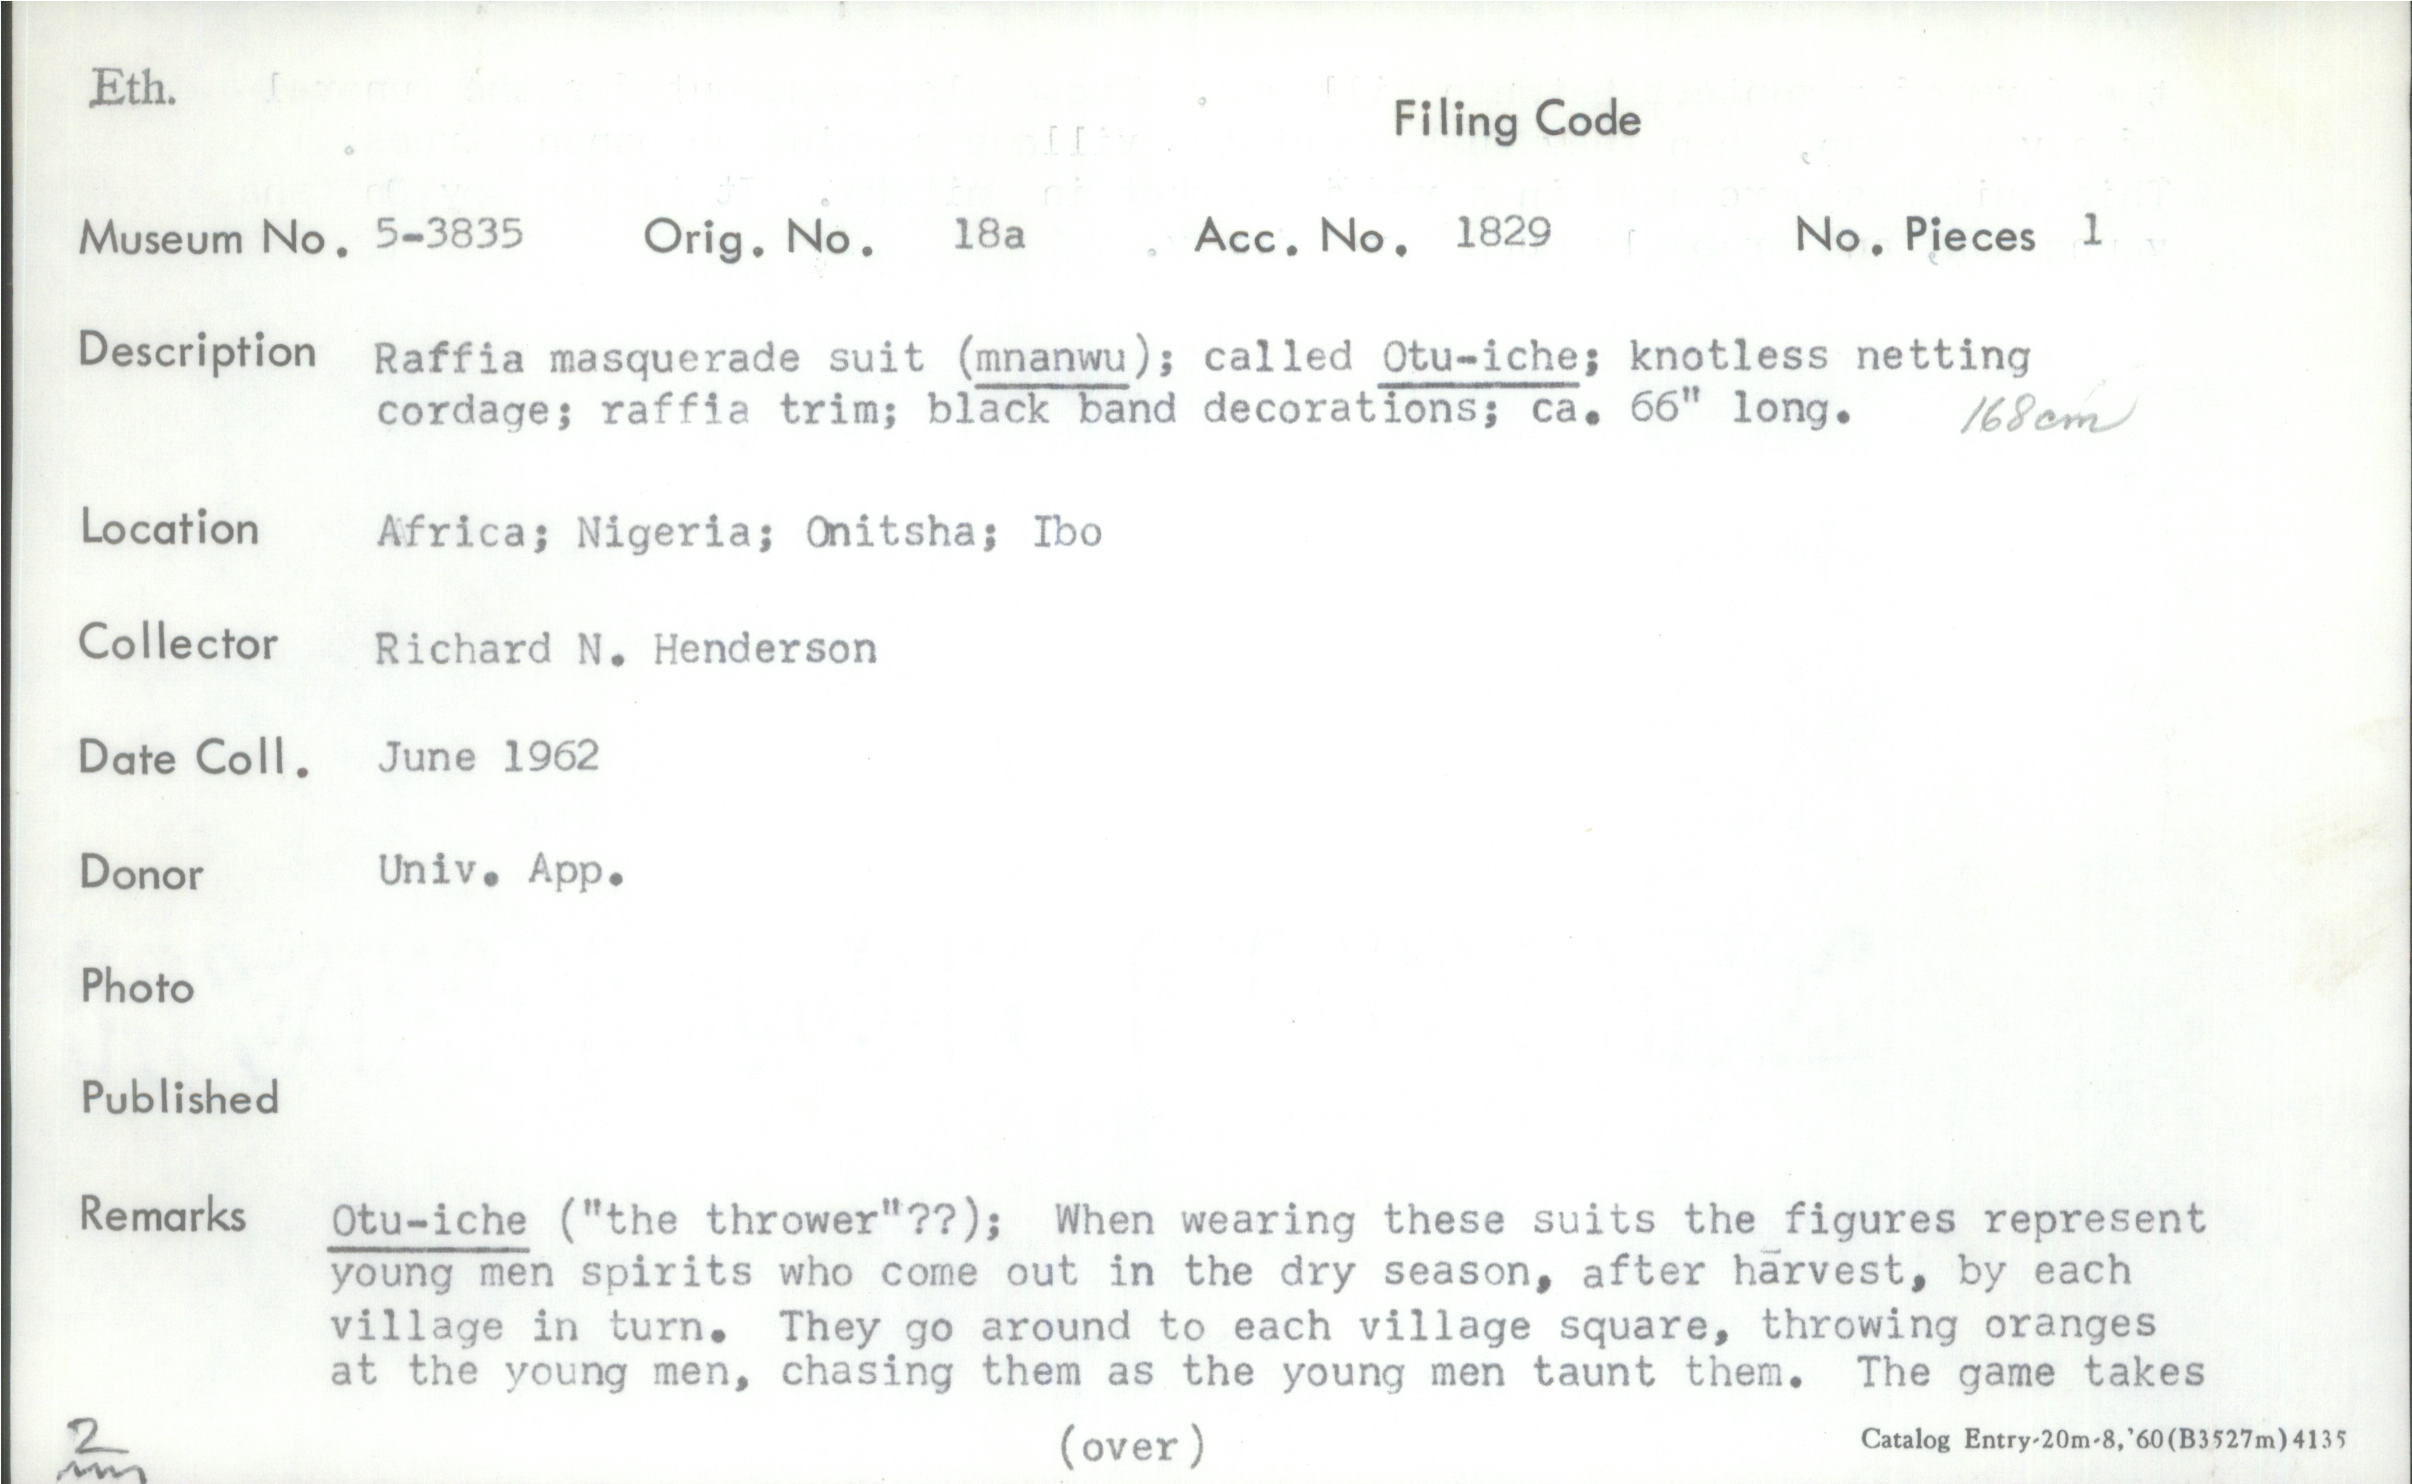 Eth.
Filing Code
Museum No. 5-3835 Orig. No. 18a Acc. No. 1829 No. Pieces 1
Description Raffia masquerade suit (mnanwu); called Otu-iche; knotless netting
cordage; raffia trim; black band decorations; ca. 66" long. 168cm
Location Africa; Nigeria; Onitsha; Ibo
Collector Richard N. Henderson
Date Coll. June 1962
Donor Univ. App.
Photo
Published
Remarks Otu-iche ("the thrower"??); When wearing these suits the figures represent
young men spirits who come out in the dry season, after harvest, by each
village in turn. They go around to each village square, throwing oranges
at the young men, chasing them as the young men taunt them. The game takes
2
(over) Catalog Entry-20m-8,'60(B3527m)4135